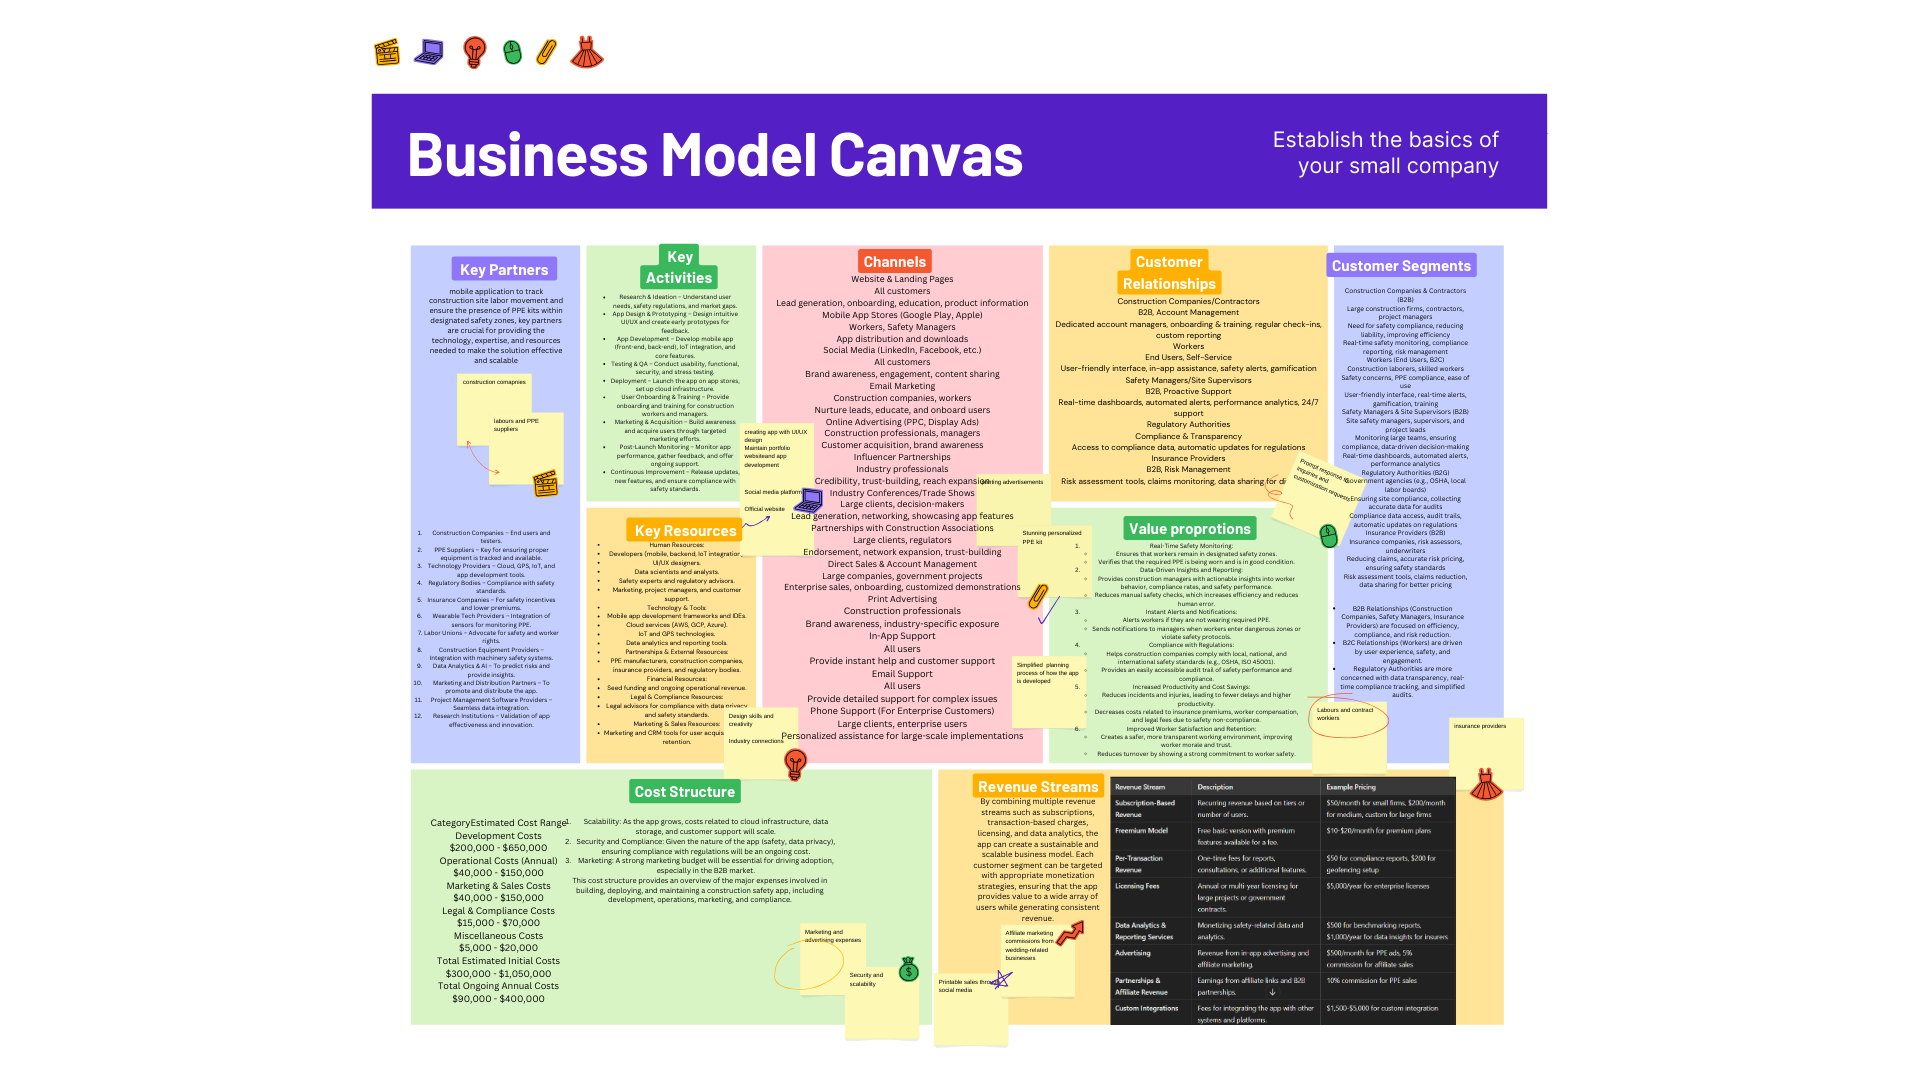 Business Model Canvas
Establish the basics of
your small company
Key Partners
mobile application to track
construction site labor movement and
ensure the presence of PPE kits within
designated safety zones, key partners
are crucial for providing the
technology, expertise, and resources
needed to make the solution effective
and scalable
construction comapnies
labours and PPE
suppliers
1. Construction Companies – End users and
testers.
2. PPE Suppliers – Key for ensuring proper
equipment is tracked and available.
3. Technology Providers – Cloud, GPS, IoT, and
app development tools.
4. Regulatory Bodies – Compliance with safety
standards.
5. Insurance Companies – For safety incentives
and lower premiums.
6. Wearable Tech Providers – Integration of
sensors for monitoring PPE.
7. Labor Unions – Advocate for safety and worker
rights.
8. Construction Equipment Providers –
Integration with machinery safety systems.
9. Data Analytics & AI – To predict risks and
provide insights.
10. Marketing and Distribution Partners – To
promote and distribute the app.
11. Project Management Software Providers –
Seamless data integration.
12. Research Institutions – Validation of app
effectiveness and innovation.
Key
Activities
• Research & Ideation – Understand user
needs, safety regulations, and market gaps.
• App Design & Prototyping – Design intuitive
UI/UX and create early prototypes for
feedback.
• App Development – Develop mobile app
(front-end, back-end), IoT integration, and
core features.
• Testing & QA – Conduct usability, functional,
security, and stress testing.
• Deployment – Launch the app on app stores,
set up cloud infrastructure.
• User Onboarding & Training – Provide
onboarding and training for construction
workers and managers.
• Marketing & Acquisition – Build awareness
and acquire users through targeted
marketing efforts.
• Post-Launch Monitoring – Monitor app
performance, gather feedback, and offer
ongoing support.
• Continuous Improvement – Release updates,
new features, and ensure compliance with
safety standards.
creating app with UI/UX
design
Maintain portfolio
websiteand app
development
Social media platform
Official website
Key Resources
• Human Resources:
• Developers (mobile, backend, IoT integration
• UI/UX designers.
• Data scientists and analysts.
• Safety experts and regulatory advisors.
• Marketing, project managers, and customer
support.
• Technology & Tools:
• Mobile app development frameworks and IDEs.
• Cloud services (AWS, GCP, Azure).
• IoT and GPS technologies.
• Data analytics and reporting tools.
• Partnerships & External Resources:
• PPE manufacturers, construction companies,
insurance providers, and regulatory bodies.
• Financial Resources:
• Seed funding and ongoing operational revenue.
• Legal & Compliance Resources:
• Legal advisors for compliance with data privacy
and safety standards.
• Marketing & Sales Resources:
• Marketing and CRM tools for user
retention.
Design skills and
creativity
Industry connections
Channels
Website & Landing Pages
All customers
Lead generation, onboarding, education, product information
Mobile App Stores (Google Play, Apple)
Workers, Safety Managers
App distribution and downloads
Social Media (LinkedIn, Facebook, etc.)
All customers
Brand awareness, engagement, content sharing
Email Marketing
Construction companies, workers
Nurture leads, educate, and onboard users
Online Advertising (PPC, Display Ads)
Construction professionals, managers
Customer acquisition, brand awareness
Influencer Partnerships
Industry professionals
Credibility, trust-building, reach expansion
Industry Conferences/Trade Shows
Large clients, decision-makers
Lead generation, networking, showcasing app features
Partnerships with Construction Associations
Large clients, regulators
Endorsement, network expansion, trust-building
Direct Sales & Account Management
Large companies, government projects
Enterprise sales, onboarding, customized demonstrations
Print Advertising
Construction professionals
Brand awareness, industry-specific exposure
In-App Support
All users
Provide instant help and customer support
Email Support
All users
Provide detailed support for complex issues
Phone Support (For Enterprise Customers)
Large clients, enterprise users
Personalized assistance for large-scale implementations
advertisements
Stunning personalized
PPE kit
Simplified planning
process of how the app
is developed
Customer
Relationships
Construction Companies/Contractors
B2B, Account Management
Dedicated account managers, onboarding & training, regular check-ins,
custom reporting
Workers
End Users, Self-Service
User-friendly interface, in-app assistance, safety alerts, gamification
Safety Managers/Site Supervisors
B2B, Proactive Support
Real-time dashboards, automated alerts, performance analytics, 24/7
support
Regulatory Authorities
Compliance & Transparency
Access to compliance data, automatic updates for regulations
Insurance Providers
B2B, Risk Management
Risk assessment tools, claims monitoring, data sharing for
Prompt response to
inquiries and
customization requests
Value proprotions
1. Real-Time Safety Monitoring:
Ensures that workers remain in designated safety zones.
Verifies that the required PPE is being worn and is in good condition.
2. Data-Driven Insights and Reporting:
Provides construction managers with actionable insights into worker
behavior, compliance rates, and safety performance.
Reduces manual safety checks, which increases efficiency and reduces
human error.
3. Instant Alerts and Notifications:
Alerts workers if they are not wearing required PPE.
Sends notifications to managers when workers enter dangerous zones or
violate safety protocols.
4. Compliance with Regulations:
Helps construction companies comply with local, national, and
international safety standards (e.g., OSHA, ISO 45001).
Provides an easily accessible audit trail of safety performance and
compliance.
5. Increased Productivity and Cost Savings:
Reduces incidents and injuries, leading to fewer delays and higher
productivity.
Decreases costs related to insurance premiums, worker compensation,
and legal fees due to safety non-compliance.
6. Improved Worker Satisfaction and Retention:
Creates a safer, more transparent working environment, improving
worker morale and trust.
Reduces turnover by showing a strong commitment to worker safety.
Customer Segments
Construction Companies & Contractors
(B2B)
Large construction firms, contractors,
project managers
Need for safety compliance, reducing
liability, improving efficiency
Real-time safety monitoring, compliance
reporting, risk management
Workers (End Users, B2C)
Construction laborers, skilled workers
Safety concerns, PPE compliance, ease of
use
User-friendly interface, real-time alerts,
gamification, training
Safety Managers & Site Supervisors (B2B)
Site safety managers, supervisors, and
project leads
Monitoring large teams, ensuring
compliance, data-driven decision-making
Real-time dashboards, automated alerts,
performance analytics
Regulatory Authorities (B2G)
Government agencies (e.g., OSHA, local
labor boards)
Ensuring site compliance, collecting
accurate data for audits
Compliance data access, audit trails,
automatic updates on regulations
Insurance Providers (B2B)
Insurance companies, risk assessors,
underwriters
Reducing claims, accurate risk pricing,
ensuring safety standards
Risk assessment tools, claims reduction,
data sharing for better pricing
• B2B Relationships (Construction
Companies, Safety Managers, Insurance
Providers) are focused on efficiency,
compliance, and risk reduction.
• B2C Relationships (Workers) are driven
by user experience, safety, and
engagement.
• Regulatory Authorities are more
concerned with data transparency, real-
time compliance tracking, and simplified
audits.
Labours and contract
workiers
insurance providers
Cost Structure
CategoryEstimated Cost Range
Development Costs
$200,000 - $650,000
Operational Costs (Annual)
$40,000 - $150,000
Marketing & Sales Costs
$40,000 - $150,000
Legal & Compliance Costs
$15,000 - $70,000
Miscellaneous Costs
$5,000 - $20,000
Total Estimated Initial Costs
$300,000 - $1,050,000
Total Ongoing Annual Costs
$90,000 - $400,000
1. Scalability: As the app grows, costs related to cloud infrastructure, data
storage, and customer support will scale.
2. Security and Compliance: Given the nature of the app (safety, data privacy),
ensuring compliance with regulations will be an ongoing cost.
3. Marketing: A strong marketing budget will be essential for driving adoption,
especially in the B2B market.
This cost structure provides an overview of the major expenses involved in
building, deploying, and maintaining a construction safety app, including
development, operations, marketing, and compliance.
Marketing and
advertising expenses
Security and
scalability
$
Revenue Streams
By combining multiple revenue
streams such as subscriptions,
transaction-based charges,
licensing, and data analytics, the
app can create a sustainable and
scalable business model. Each
customer segment can be targeted
with appropriate monetization
strategies, ensuring that the app
provides value to a wide array of
users while generating consistent
revenue.
Affiliate marketing
commissions from
wedding-related
businesses
Printable sales
social media
Revenue Stream Description Example Pricing
Subscription-Based Recurring revenue based on tiers or $50/month for small firms, $200/month
Revenue number of users. for medium, custom for large firms
Freemium Model Free basic version with premium $10-$20/month for premium plans
features available for a fee.
Per-Transaction One-time fees for reports, $50 for compliance reports, $200 for
Revenue consultations, or additional features. geofencing setup
Licensing Fees Annual or multi-year licensing for $5,000/year for enterprise licenses
large projects or government
contracts.
Data Analytics & Monetizing safety-related data and $500 for benchmarking reports,
Reporting Services analytics. $1,000/year for data insights for insurers
Advertising Revenue from in-app advertising and $500/month for PPE ads, 5%
affiliate marketing. commission for affiliate sales
Partnerships & Earnings from affiliate links and B2B 10% commission for PPE sales
Affiliate Revenue partnerships.
Custom Integrations Fees for integrating the app with other $1,500-$5,000 for custom integration
systems and platforms.